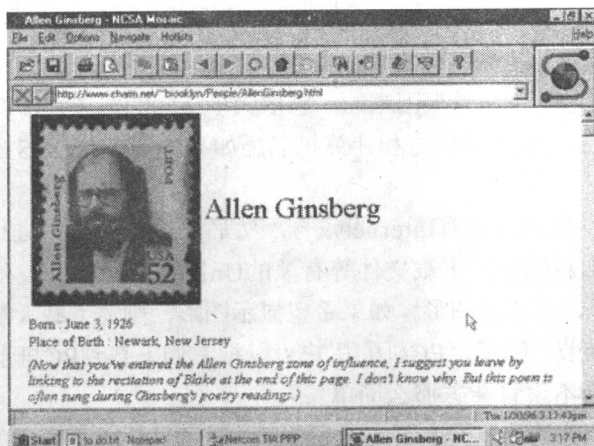 Allen Ginsberg - NCSA Mosaic
File Edit Options Navigate Hotlists Help
http://www.charm.net/~brooklyn/People/AllenGinsberg.html
Allen Ginsberg
POET
52
Allen Ginsberg
Born : June 3, 1926
Place of Birth : Newark, New Jersey
(Now that you've entered the Allen Ginsberg zone of influence, I suggest you leave by
linking to the recitation of Blake at the end of this page. I don't know why. But this poem is
often sung during Ginsberg's poetry readings.)
Start to do.txt - Notepad Netcom TIA PPP Allen Ginsberg - NC... 3:17 PM